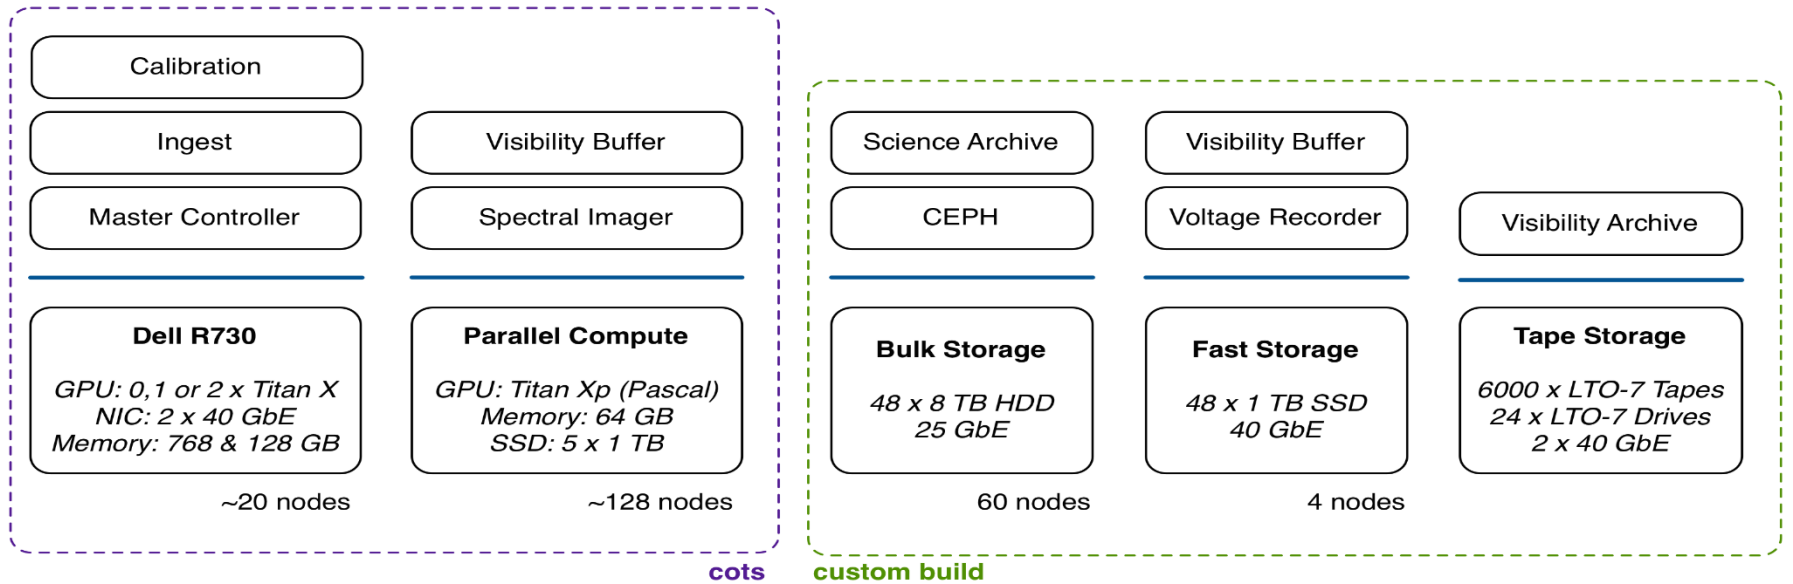 Calibration
Ingest
Master Controller
Dell R730
GPU: 0,1 or 2 x Titan X
NIC: 2 x 40 GbE
Memory: 768 & 128 GB
~20 nodes
Visibility Buffer
Spectral Imager
Parallel Compute
GPU: Titan Xp (Pascal)
Memory: 64 GB
SSD: 5 x 1 TB
~128 nodes
cots
Science Archive
CEPH
Bulk Storage
48 x 8 TB HDD
25 GbE
60 nodes
Visibility Buffer
Voltage Recorder
Fast Storage
48 x 1 TB SSD
40 GbE
4 nodes
Visibility Archive
Tape Storage
6000 x LTO-7 Tapes
24 x LTO-7 Drives
2 x 40 GbE
custom build